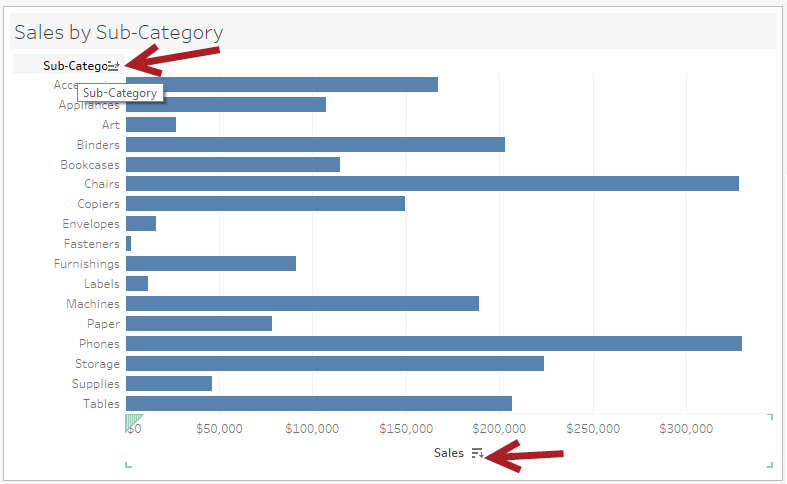 Sales by Sub-Category
Sub-Catego
Sub-Category
Appliances
Art
Binders
Bookcases
Chairs
Copiers
Envelopes
Fasteners
Furnishings
Labels
Machines
Paper
Phones
Storage
Supplies
Tables
$0 $50,000 $100,000 $150,000 $200,000 $250,000 $300,000
Sales